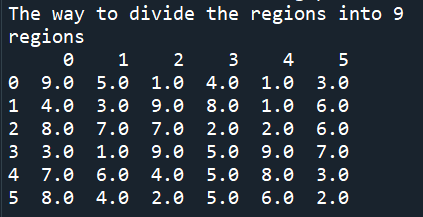 The way to divide the regions into 9
regions
0 1 2 3 4 5
0 9.0 5.0 1.0 4.0 1.0 3.0
1 4.0 3.0 9.0 8.0 1.0 6.0
2 8.0 7.0 7.0 2.0 2.0 6.0
3 3.0 1.0 9.0 5.0 9.0 7.0
4 7.0 6.0 4.0 5.0 8.0 3.0
5 8.0 4.0 2.0 5.0 6.0 2.0